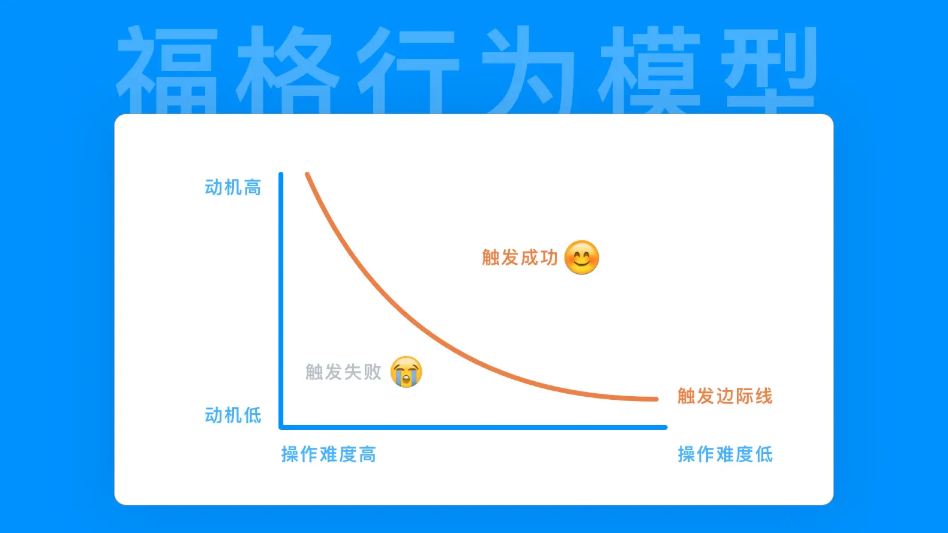 福格行为模型
动机高
触发成功
触发失败
触发边际线
动机低
操作难度高
操作难度低